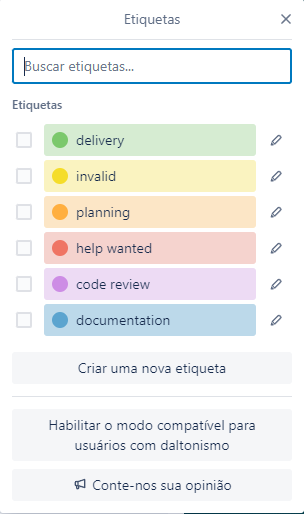 Etiquetas
Buscar etiquetas...
Etiquetas
delivery
invalid
planning
help wanted
code review
documentation
Criar uma nova etiqueta
Habilitar o modo compatível para
usuários com daltonismo
Conte-nos sua opinião